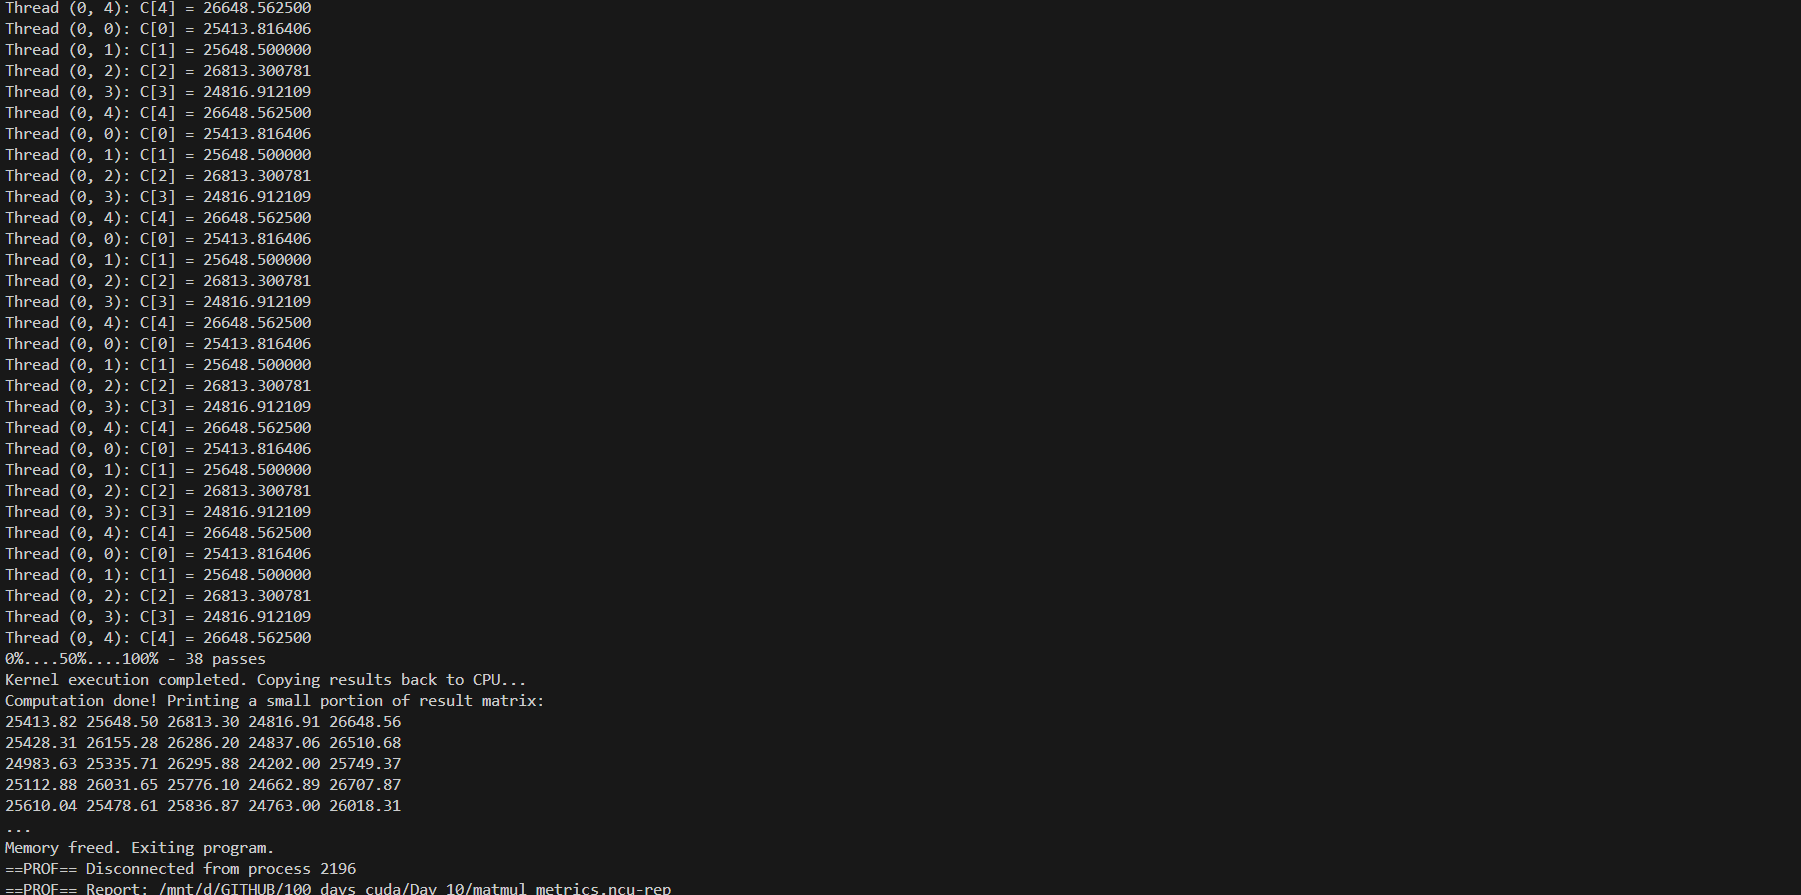 Thread (0, 4): C[4] = 26648.562500
Thread (0, 0): C[0] = 25413.816406
Thread (0, 1): C[1] = 25648.500000
Thread (0, 2): C[2] = 26813.300781
Thread (0, 3): C[3] = 24816.912109
Thread (0, 4): C[4] = 26648.562500
Thread (0, 0): C[0] = 25413.816406
Thread (0, 1): C[1] = 25648.500000
Thread (0, 2): C[2] = 26813.300781
Thread (0, 3): C[3] = 24816.912109
Thread (0, 4): C[4] = 26648.562500
Thread (0, 0): C[0] = 25413.816406
Thread (0, 1): C[1] = 25648.500000
Thread (0, 2): C[2] = 26813.300781
Thread (0, 3): C[3] = 24816.912109
Thread (0, 4): C[4] = 26648.562500
Thread (0, 0): C[0] = 25413.816406
Thread (0, 1): C[1] = 25648.500000
Thread (0, 2): C[2] = 26813.300781
Thread (0, 3): C[3] = 24816.912109
Thread (0, 4): C[4] = 26648.562500
Thread (0, 0): C[0] = 25413.816406
Thread (0, 1): C[1] = 25648.500000
Thread (0, 2): C[2] = 26813.300781
Thread (0, 3): C[3] = 24816.912109
Thread (0, 4): C[4] = 26648.562500
Thread (0, 0): C[0] = 25413.816406
Thread (0, 1): C[1] = 25648.500000
Thread (0, 2): C[2] = 26813.300781
Thread (0, 3): C[3] = 24816.912109
Thread (0, 4): C[4] = 26648.562500
0%....50%....100% - 38 passes
Kernel execution completed. Copying results back to CPU...
Computation done! Printing a small portion of result matrix:
25413.82 25648.50 26813.30 24816.91 26648.56
25428.31 26155.28 26286.20 24837.06 26510.68
24983.63 25335.71 26295.88 24202.00 25749.37
25112.88 26031.65 25776.10 24662.89 26707.87
25610.04 25478.61 25836.87 24763.00 26018.31
...
Memory freed. Exiting program.
==PROF== Disconnected from process 2196
==PROF== Report: /mnt/d/GITHUB/100_days_cuda/Day_10/matmul_metrics.ncu-rep